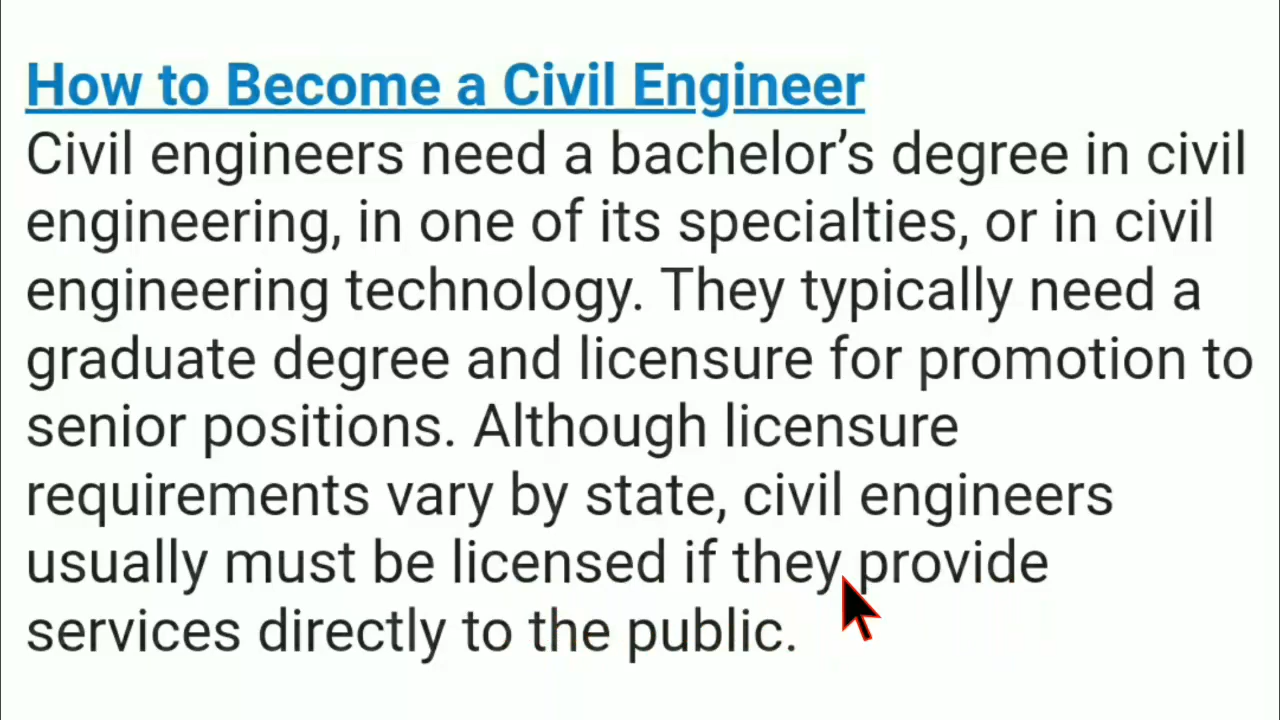 How to Become a Civil Engineer
Civil engineers need a bachelor’s degree in civil
engineering, in one of its specialties, or in civil
engineering technology. They typically need a
graduate degree and licensure for promotion to
senior positions. Although licensure
requirements vary by state, civil engineers
usually must be licensed if they provide
services directly to the public.